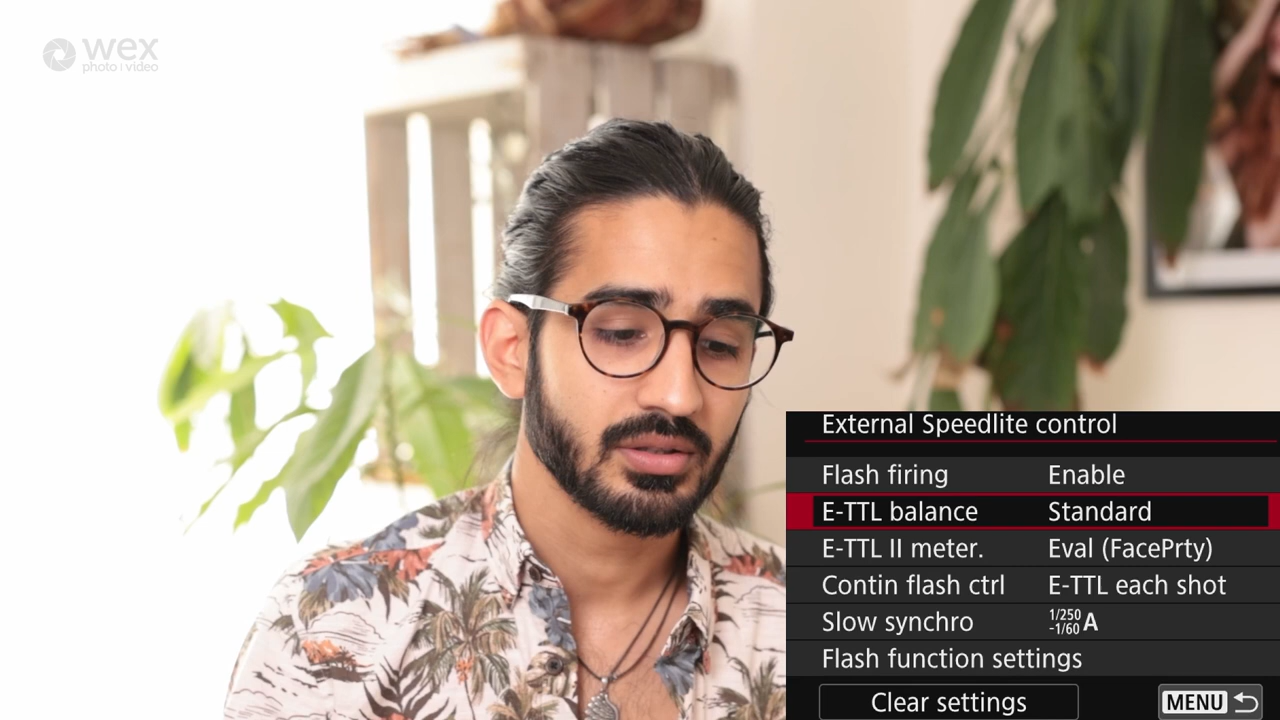 wex
photo | video
External Speedlite control
Flash firing Enable
E-TTL balance Standard
E-TTL II meter. Eval (FacePrty)
Contin flash ctrl E-TTL each shot
Slow synchro 1/250-1/60 A
Flash function settings
Clear settings MENU